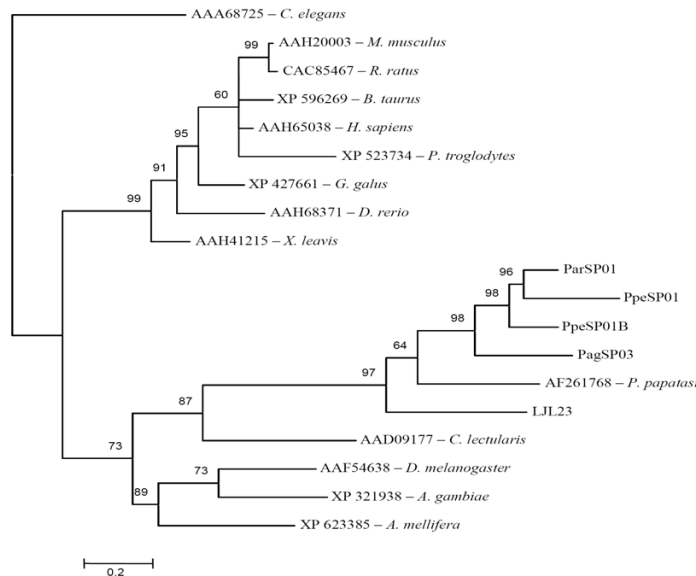 AAA68725 – C. elegans
99
AAH20003 – M. musculus
CAC85467 – R. ratus
60
XP 596269 – B. taurus
AAH65038 – H. sapiens
95
XP 523734 – P. troglodytes
91
XP 427661 – G. galus
99
AAH68371 – D. rerio
AAH41215 – X. leavis
96
ParSP01
98
PpeSP01
98
PpeSP01B
64
PagSP03
97
AF261768 – P. papatasi
87
LJL23
73
AAD09177 – C. lectularis
73
AAF54638 – D. melanogaster
89
XP 321938 – A. gambiae
XP 623385 – A. mellifera
0.2